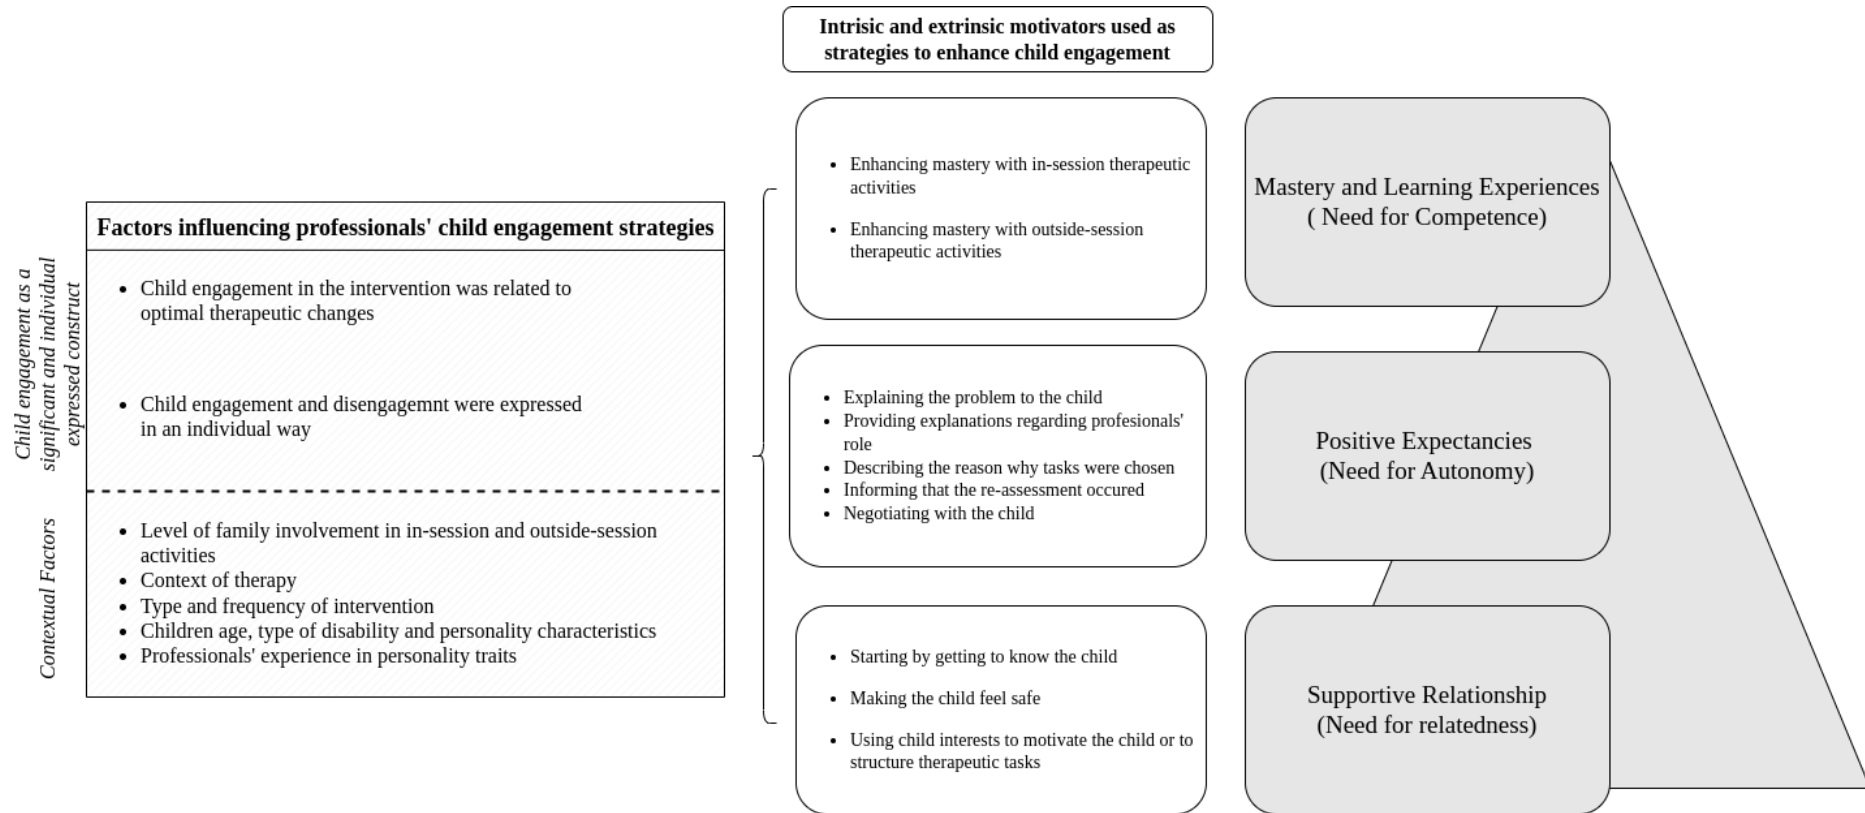 Intrisic and extrinsic motivators used as
strategies to enhance child engagement
Factors influencing professionals' child engagement strategies
Child engagement as a
significant and individual
expressed construct
• Child engagement in the intervention was related to
optimal therapeutic changes
• Child engagement and disengagemnt were expressed
in an individual way
Contextual Factors
• Level of family involvement in in-session and outside-session
activities
• Context of therapy
• Type and frequency of intervention
• Children age, type of disability and personality characteristics
• Professionals' experience in personality traits
• Enhancing mastery with in-session therapeutic
activities
• Enhancing mastery with outside-session
therapeutic activities
Mastery and Learning Experiences
( Need for Competence)
• Explaining the problem to the child
• Providing explanations regarding profesionals'
role
• Describing the reason why tasks were chosen
• Informing that the re-assessment occured
• Negotiating with the child
Positive Expectancies
(Need for Autonomy)
• Starting by getting to know the child
• Making the child feel safe
• Using child interests to motivate the child or to
structure therapeutic tasks
Supportive Relationship
(Need for relatedness)